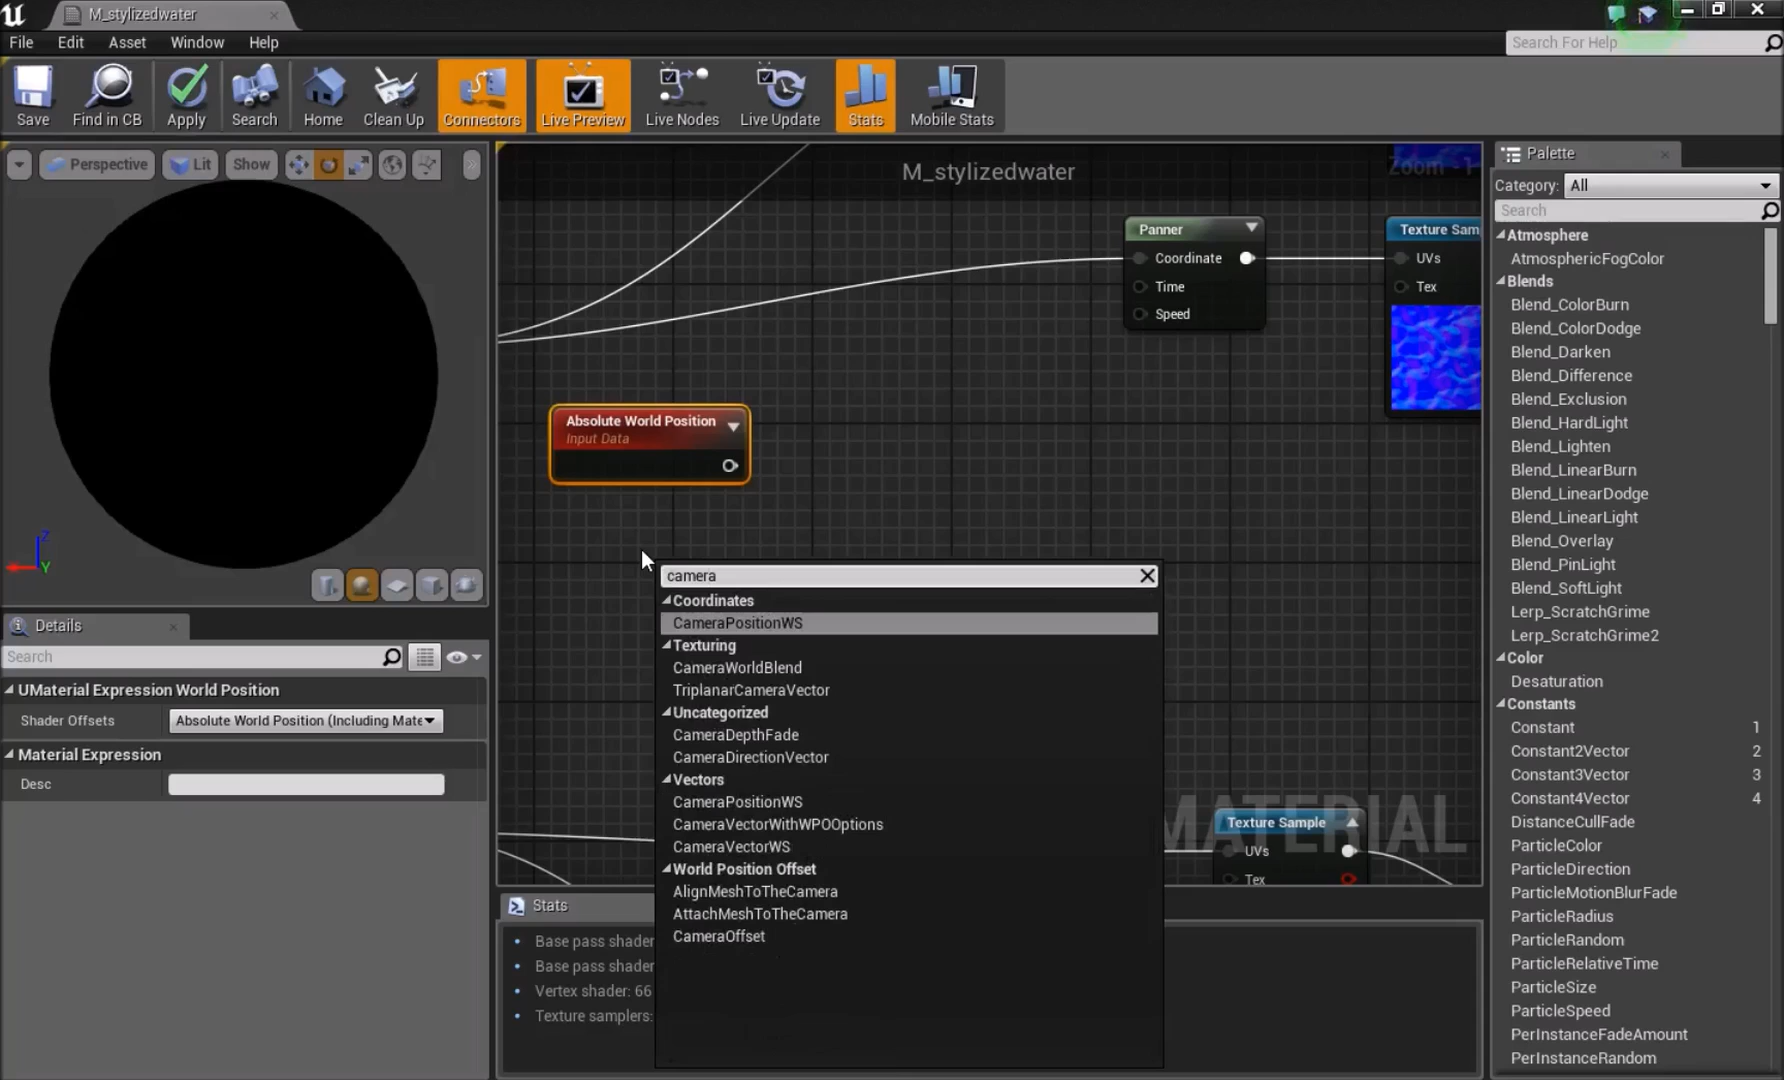 M_stylizedwater
File Edit Asset Window Help
Search For Help
Save Find in CB Apply Search Home Clean Up Connectors Live Preview Live Nodes Live Update Stats Mobile Stats
Perspective Lit Show
Z
Y
M_stylizedwater
Zoom -1
Panner
Coordinate
Time
Speed
Texture Sam
UVs
Tex
Absolute World Position
Input Data
camera
Coordinates
CameraPositionWS
Texturing
CameraWorldBlend
TriplanarCameraVector
Uncategorized
CameraDepthFade
CameraDirectionVector
Vectors
CameraPositionWS
CameraVectorWithWPOOptions
CameraVectorWS
World Position Offset
AlignMeshToTheCamera
AttachMeshToTheCamera
CameraOffset
MATERIAL
Texture Sample
UVs
Tex
Stats
• Base pass shader
• Base pass shader
• Vertex shader: 66
• Texture samplers:
Details
Search
UMaterial Expression World Position
Shader Offsets Absolute World Position (Including Mate
Material Expression
Desc
Palette
Category: All
Search
Atmosphere
AtmosphericFogColor
Blends
Blend_ColorBurn
Blend_ColorDodge
Blend_Darken
Blend_Difference
Blend_Exclusion
Blend_HardLight
Blend_Lighten
Blend_LinearBurn
Blend_LinearDodge
Blend_LinearLight
Blend_Overlay
Blend_PinLight
Blend_SoftLight
Lerp_ScratchGrime
Lerp_ScratchGrime2
Color
Desaturation
Constants
Constant 1
Constant2Vector 2
Constant3Vector 3
Constant4Vector 4
DistanceCullFade
ParticleColor
ParticleDirection
ParticleMotionBlurFade
ParticleRadius
ParticleRandom
ParticleRelativeTime
ParticleSize
ParticleSpeed
PerInstanceFadeAmount
PerInstanceRandom